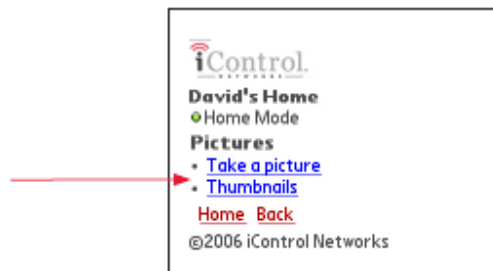 iControl.
NETWORKS
David's Home
Home Mode
Pictures
• Take a picture
• Thumbnails
Home Back
©2006 iControl Networks